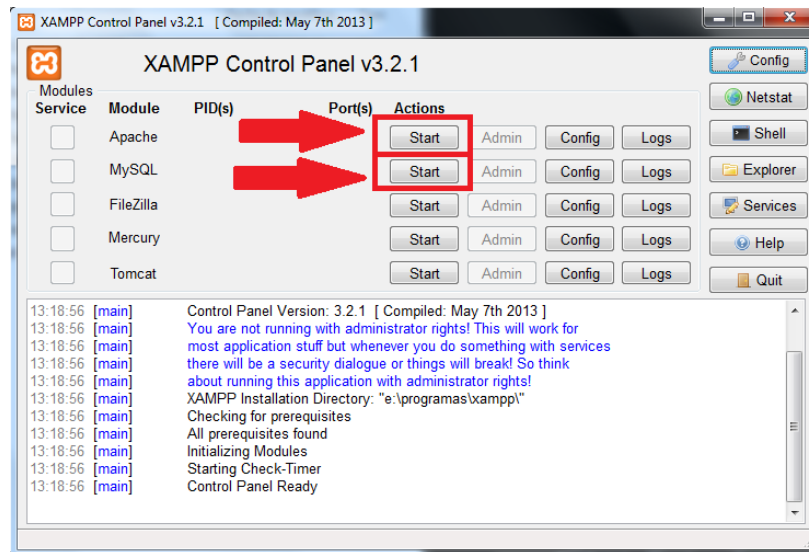 XAMPP Control Panel v3.2.1 [ Compiled: May 7th 2013 ]
XAMPP Control Panel v3.2.1
Config
Modules
Service Module PID(s) Port(s) Actions
Netstat
Apache Start Admin Config Logs
Shell
MySQL Start Admin Config Logs
Explorer
FileZilla Start Admin Config Logs
Services
Mercury Start Admin Config Logs
Help
Tomcat Start Admin Config Logs
Quit
13:18:56 [main] Control Panel Version: 3.2.1 [ Compiled: May 7th 2013 ]
13:18:56 [main] You are not running with administrator rights! This will work for
13:18:56 [main] most application stuff but whenever you do something with services
13:18:56 [main] there will be a security dialogue or things will break! So think
13:18:56 [main] about running this application with administrator rights!
13:18:56 [main] XAMPP Installation Directory: "e:\programas\xampp\"
13:18:56 [main] Checking for prerequisites
13:18:56 [main] All prerequisites found
13:18:56 [main] Initializing Modules
13:18:56 [main] Starting Check-Timer
13:18:56 [main] Control Panel Ready